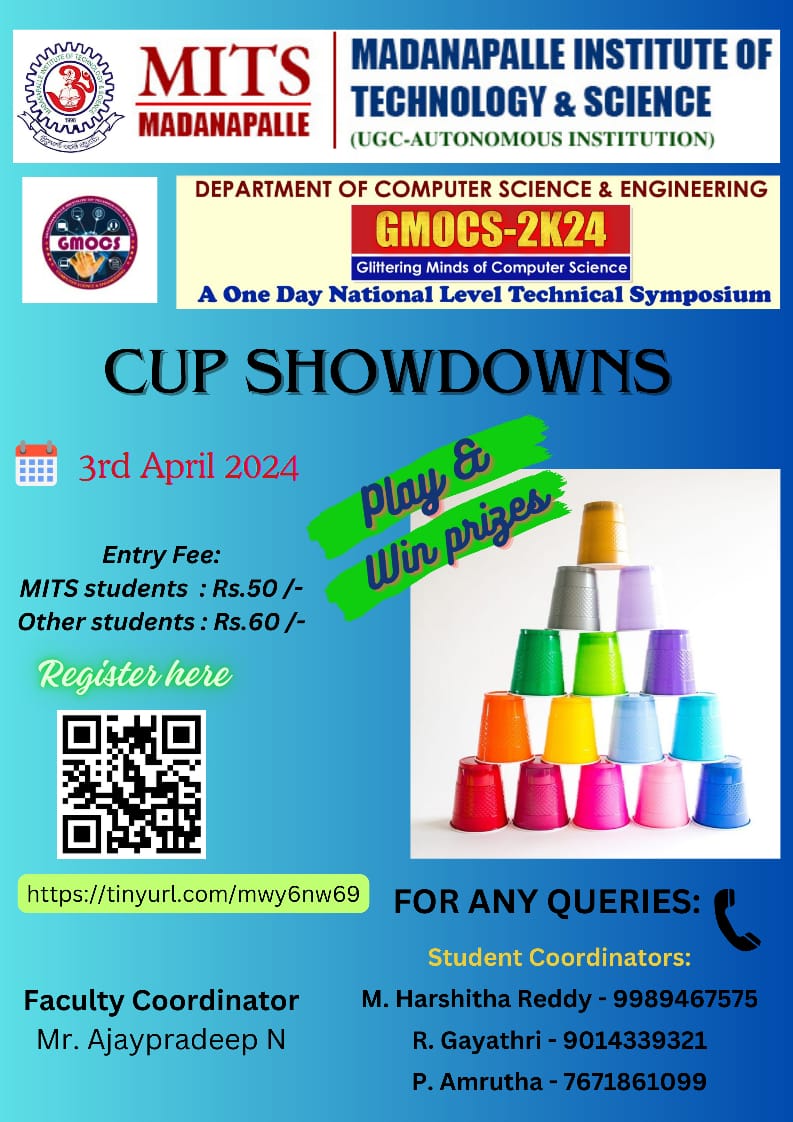 MITS
MADANAPALLE
MADANAPALLE INSTITUTE OF
TECHNOLOGY & SCIENCE
(UGC-AUTONOMOUS INSTITUTION)
GMOCS
DEPARTMENT OF COMPUTER SCIENCE & ENGINEERING
GMOCS-2K24
Glittering Minds of Computer Science
A One Day National Level Technical Symposium
CUP SHOWDOWNS
3rd April 2024
Play &
Win prizes
Entry Fee:
MITS students : Rs.50 /-
Other students : Rs.60 /-
Register here
https://tinyurl.com/mwy6nw69
FOR ANY QUERIES:
Student Coordinators:
Faculty Coordinator
Mr. Ajaypradeep N
M. Harshitha Reddy - 9989467575
R. Gayathri - 9014339321
P. Amrutha - 7671861099